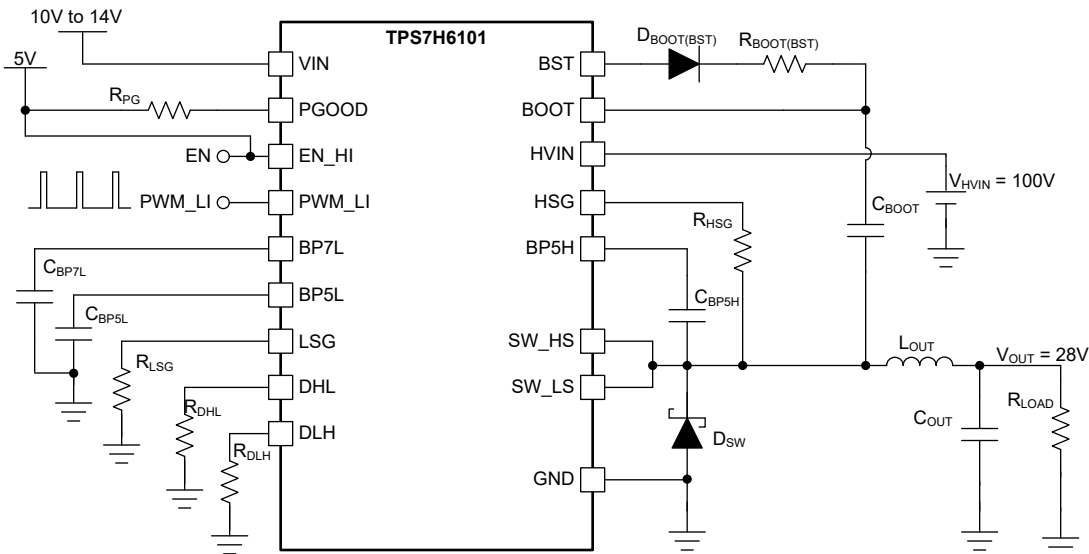 10V to 14V
5V
R_PG
EN
PWM_LI
C_BP7L
C_BP5L
R_LSG
R_DHL
R_DLH
TPS7H6101
VIN
PGOOD
EN_HI
PWM_LI
BP7L
BP5L
LSG
DHL
DLH
BST
BOOT
HVIN
HSG
BP5H
SW_HS
SW_LS
GND
D_BOOT(BST)
R_BOOT(BST)
V_HVIN = 100V
C_BOOT
R_HSG
C_BP5H
D_SW
L_OUT
V_OUT = 28V
C_OUT
R_LOAD